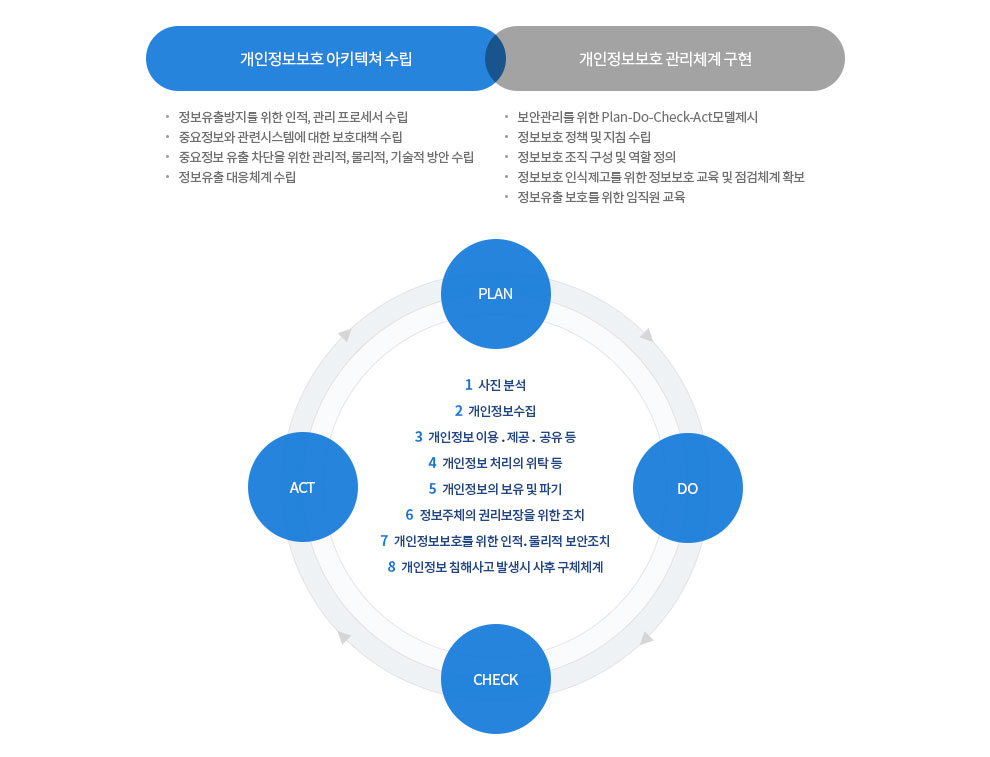 개인정보보호 아키텍쳐 수립
개인정보보호 관리체계 구현
• 정보유출방지를 위한 인적, 관리 프로세서 수립
• 중요정보와 관련시스템에 대한 보호대책 수립
• 중요정보 유출 차단을 위한 관리적, 물리적, 기술적 방안 수립
• 정보유출 대응체계 수립
• 보안관리를 위한 Plan-Do-Check-Act모델제시
• 정보보호 정책 및 지침 수립
• 정보보호 조직 구성 및 역할 정의
• 정보보호 인식제고를 위한 정보보호 교육 및 점검체계 확보
• 정보유출 보호를 위한 임직원 교육
PLAN
1 사진 분석
2 개인정보수집
3 개인정보 이용 . 제공 . 공유 등
4 개인정보 처리의 위탁 등
5 개인정보의 보유 및 파기
6 정보주체의 권리보장을 위한 조치
7 개인정보보호를 위한 인적. 물리적 보안조치
8 개인정보 침해사고 발생시 사후 구체체계
ACT
DO
CHECK